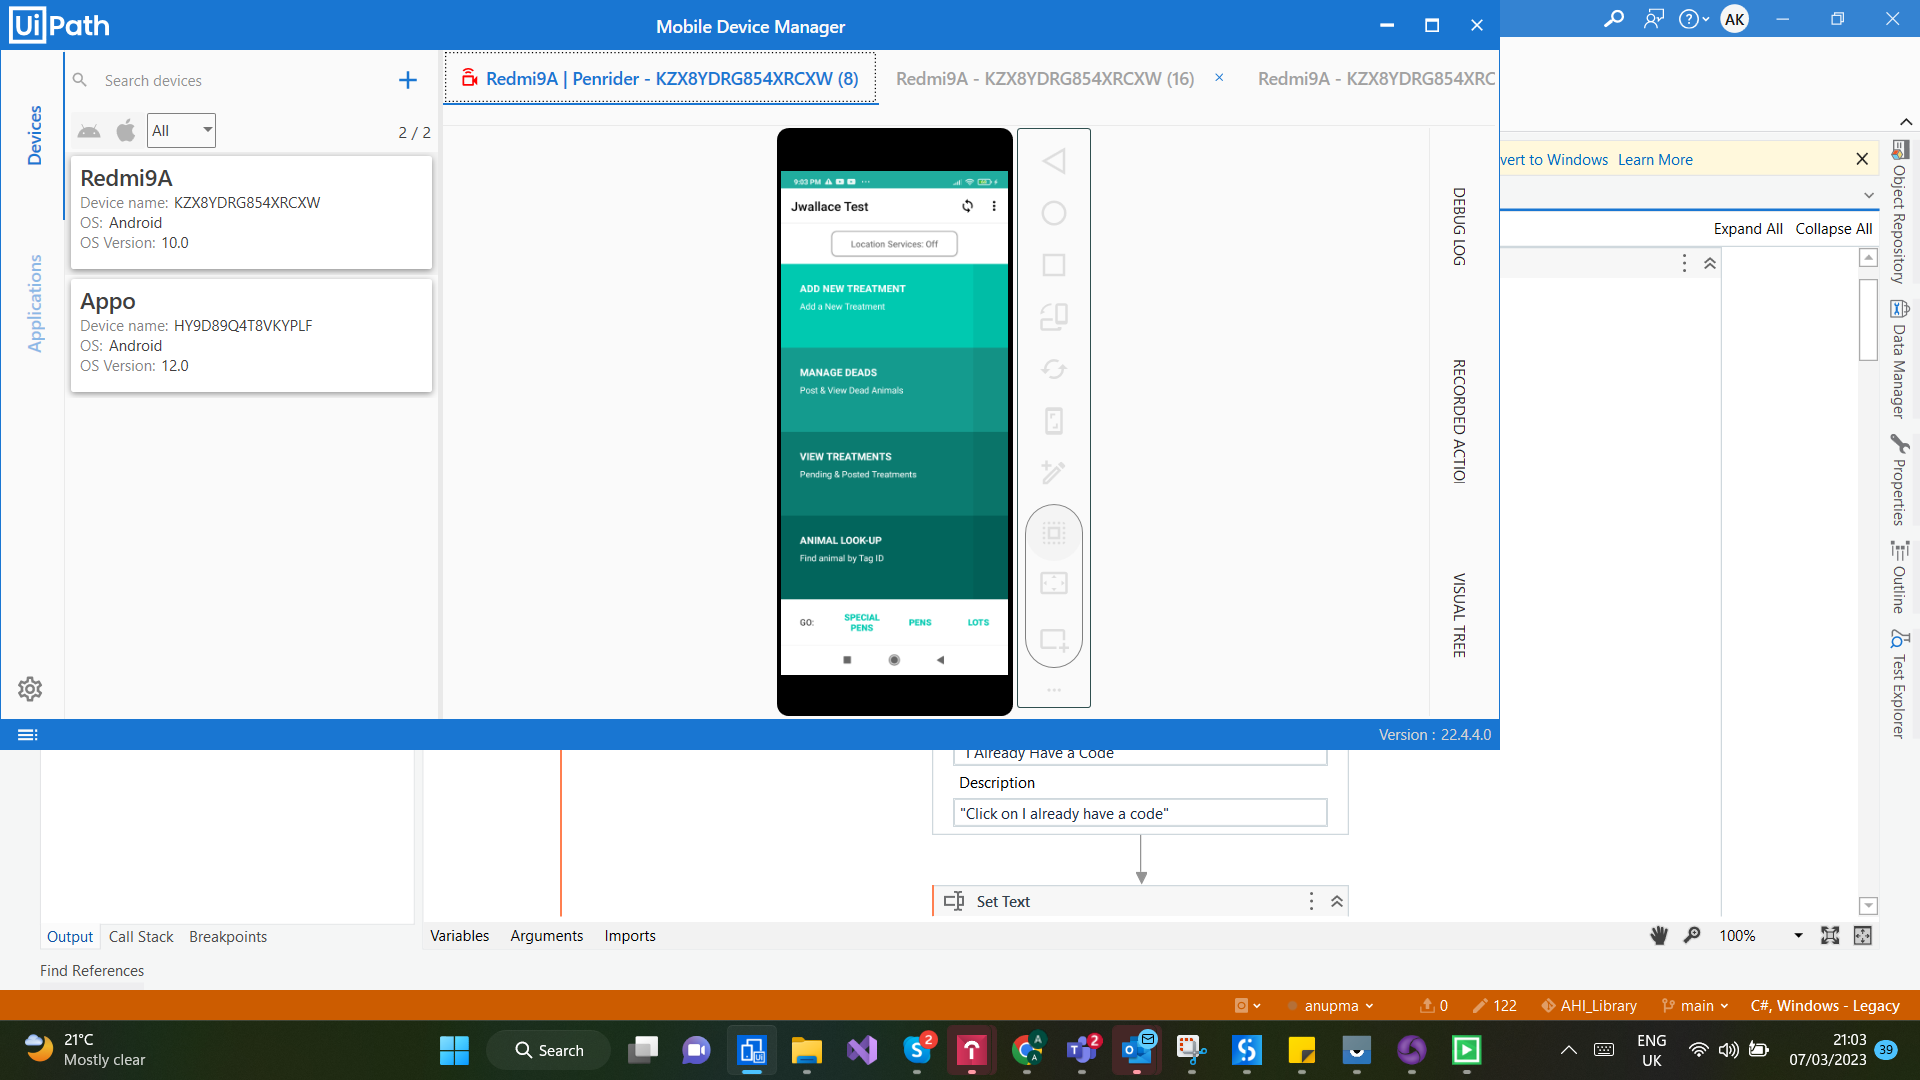 UiPath
Mobile Device Manager
AK
Devices
Applications
Search devices
All
2 / 2
Redmi9A
Device name: KZX8YDRG854XRCXW
OS: Android
OS Version: 10.0
Appo
Device name: HY9D89Q4T8VKYPLF
OS: Android
OS Version: 12.0
Redmi9A | Penrider - KZX8YDRG854XRCXW (8)
Redmi9A - KZX8YDRG854XRCXW (16)
Redmi9A - KZX8YDRG854XRC
9:03 PM
Jwallace Test
Location Services: Off
ADD NEW TREATMENT
Add a New Treatment
MANAGE DEADS
Post & View Dead Animals
VIEW TREATMENTS
Pending & Posted Treatments
ANIMAL LOOK-UP
Find animal by Tag ID
GO:
SPECIAL
PENS
PENS
LOTS
DEBUG LOG
RECORDED ACTIO
VISUAL TREE
Version : 22.4.4.0
vert to Windows Learn More
Expand All Collapse All
Object Repository
Data Manager
Properties
Outline
Test Explorer
"I Already Have a Code"
Description
"Click on I already have a code"
Set Text
Output Call Stack Breakpoints
Variables Arguments Imports
100%
Find References
anupma 0 122 AHI_Library main C#, Windows - Legacy
21°C
Mostly clear
Search
2
A
A
2
ENG
UK
21:03
07/03/2023
39